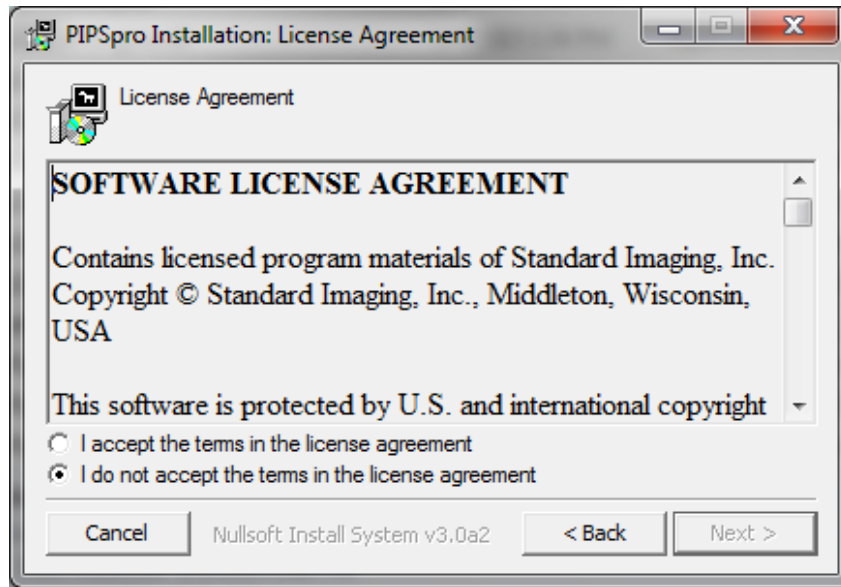 PIPSpro Installation: License Agreement
License Agreement
SOFTWARE LICENSE AGREEMENT
Contains licensed program materials of Standard Imaging, Inc.
Copyright © Standard Imaging, Inc., Middleton, Wisconsin,
USA
This software is protected by U.S. and international copyright
I accept the terms in the license agreement
I do not accept the terms in the license agreement
Cancel Nullsoft Install System v3.0a2 < Back Next >